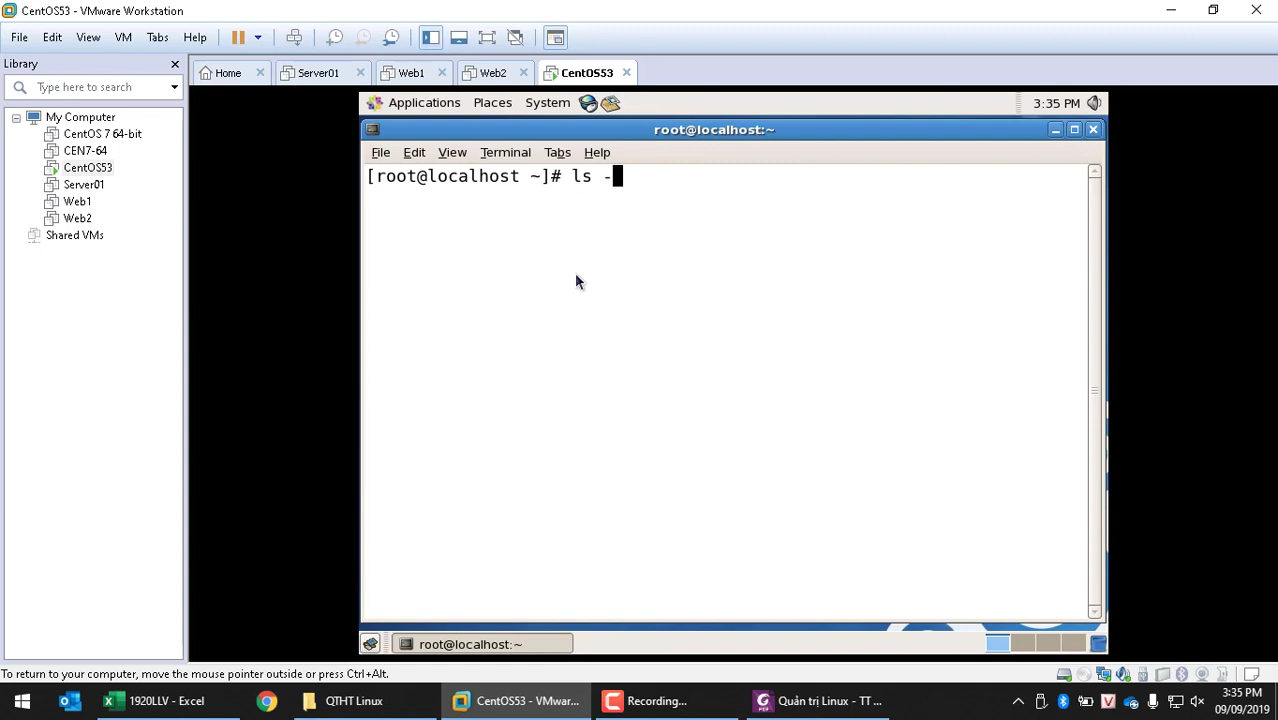 CentOS53 - VMware Workstation
File Edit View VM Tabs Help
Library
Type here to search
My Computer
CentOS 7 64-bit
CEN7-64
CentOS53
Server01
Web1
Web2
Shared VMs
Home Server01 Web1 Web2 CentOS53
Applications Places System 3:35 PM
root@localhost:~
File Edit View Terminal Tabs Help
[root@localhost ~]# ls -
root@localhost:~
To return to your computer, move the mouse pointer outside or press Ctrl+Alt.
1920LLV - Excel QTHT Linux CentOS53 - VMware... Recording... Quản trị Linux - TT ... V 3:35 PM
09/09/2019